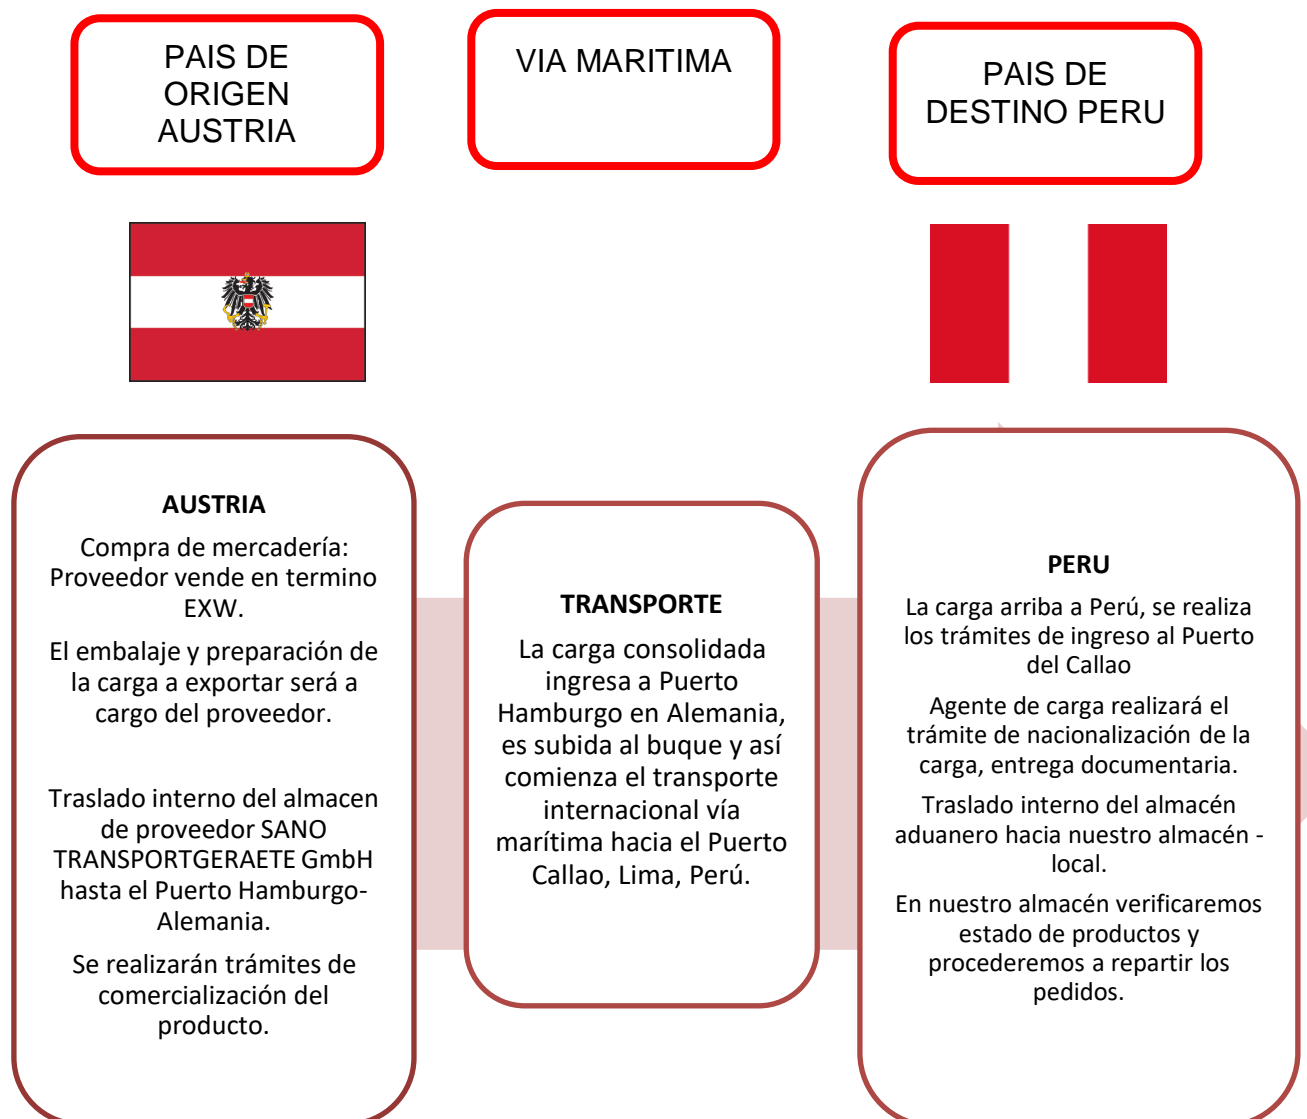 PAIS DE
ORIGEN
AUSTRIA
VIA MARITIMA
PAIS DE
DESTINO PERU
AUSTRIA
Compra de mercadería:
Proveedor vende en termino
EXW.
El embalaje y preparación de
la carga a exportar será a
cargo del proveedor.
Traslado interno del almacen
de proveedor SANO
TRANSPORTGERAETE GmbH
hasta el Puerto Hamburgo-
Alemania.
Se realizarán trámites de
comercialización del
producto.
TRANSPORTE
La carga consolidada
ingresa a Puerto
Hamburgo en Alemania,
es subida al buque y así
comienza el transporte
internacional vía
marítima hacia el Puerto
Callao, Lima, Perú.
PERU
La carga arriba a Perú, se realiza
los trámites de ingreso al Puerto
del Callao
Agente de carga realizará el
trámite de nacionalización de la
carga, entrega documentaria.
Traslado interno del almacén
aduanero hacia nuestro almacén -
local.
En nuestro almacén verificaremos
estado de productos y
procederemos a repartir los
pedidos.